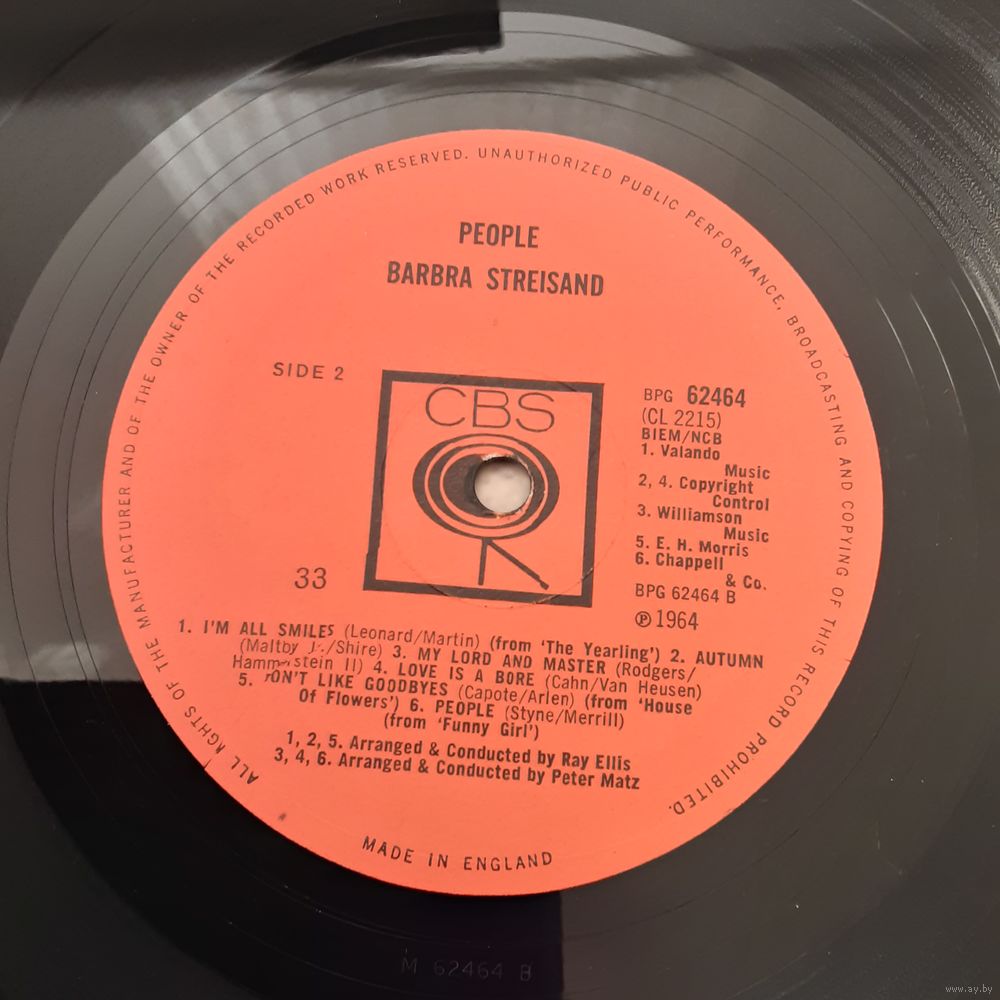 ALL RIGHTS OF THE MANUFACTURER AND OF THE OWNER OF THE RECORDED WORK RESERVED. UNAUTHORIZED PUBLIC PERFORMANCE, BROADCASTING AND COPYING OF THIS RECORD PROHIBITED.
PEOPLE
BARBRA STREISAND
SIDE 2
CBS
BPG 62464
(CL 2215)
BIEM/NCB
1. Valando
Music
2, 4. Copyright
Control
3. Williamson
Music
5. E. H. Morris
6. Chappell
& Co.
BPG 62464 B
℗ 1964
33
1. I'M ALL SMILES (Leonard/Martin) (from 'The Yearling') 2. AUTUMN
(Maltby Jr./Shire) 3. MY LORD AND MASTER (Rodgers/
Hammerstein II) 4. LOVE IS A BORE (Cahn/Van Heusen)
5. DON'T LIKE GOODBYES (Capote/Arlen) (from 'House
Of Flowers') 6. PEOPLE (Styne/Merrill)
(from 'Funny Girl')
1, 2, 5. Arranged & Conducted by Ray Ellis
3, 4, 6. Arranged & Conducted by Peter Matz
MADE IN ENGLAND
M 62464 B
www.ay.by